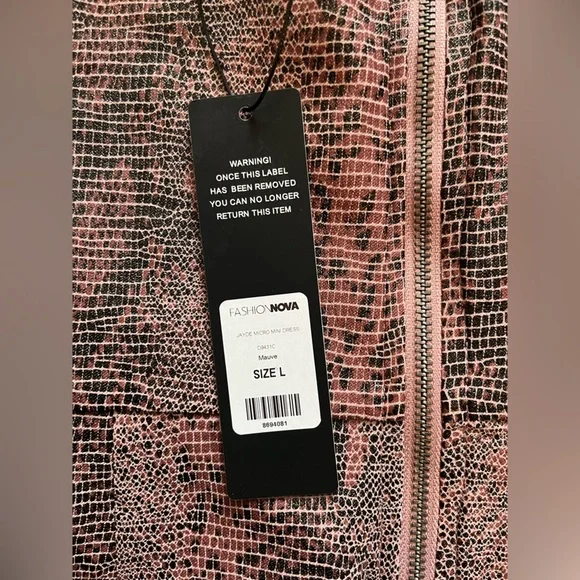 WARNING!
ONCE THIS LABEL
HAS BEEN REMOVED
YOU CAN NO LONGER
RETURN THIS ITEM
FASHIONNOVA
JAYDE MICRO MINI DRESS
Mauve
SIZE L
8694081